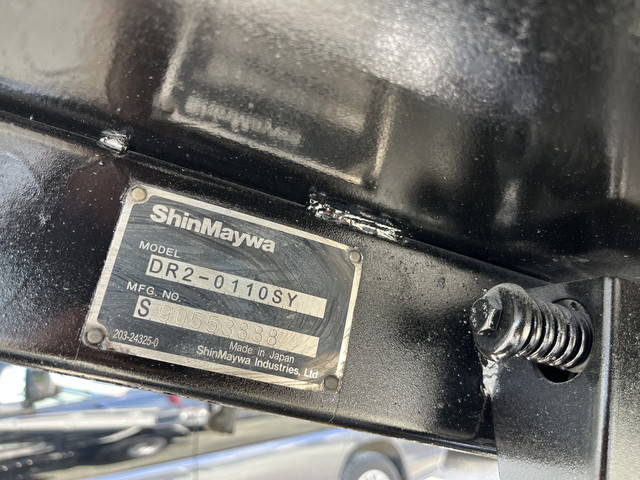 ShinMaywa
MODEL
DR2-0110SY
MFG. NO.
S
203-24325-0
Made in Japan
ShinMaywa Industries, Ltd